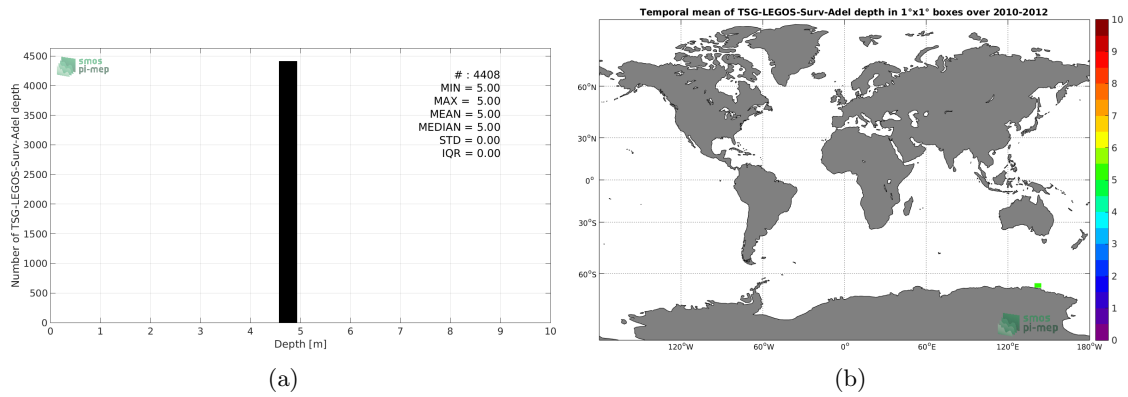 4500
4000
3500
3000
2500
2000
1500
1000
500
0
Number of TSG-LEGOS-Surv-Adel depth
smos
pi-mep
# : 4408
MIN = 5.00
MAX = 5.00
MEAN = 5.00
MEDIAN = 5.00
STD = 0.00
IQR = 0.00
0 1 2 3 4 5 6 7 8 9 10
Depth [m]
(a)
Temporal mean of TSG-LEGOS-Surv-Adel depth in 1°x1° boxes over 2010-2012
60°N
30°N
0°
30°S
60°S
120°W 60°W 0° 60°E 120°E 180°W
smos
pi-mep
10
9
8
7
6
5
4
3
2
1
0
(b)